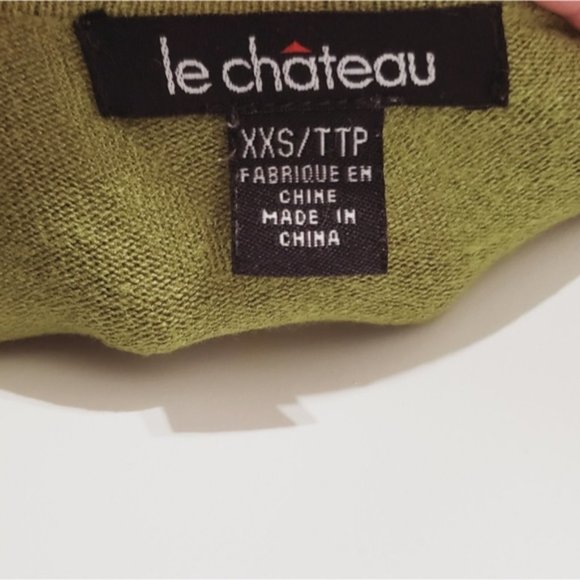 le château
XXS/TTP
FABRIQUE EN
CHINE
MADE IN
CHINA